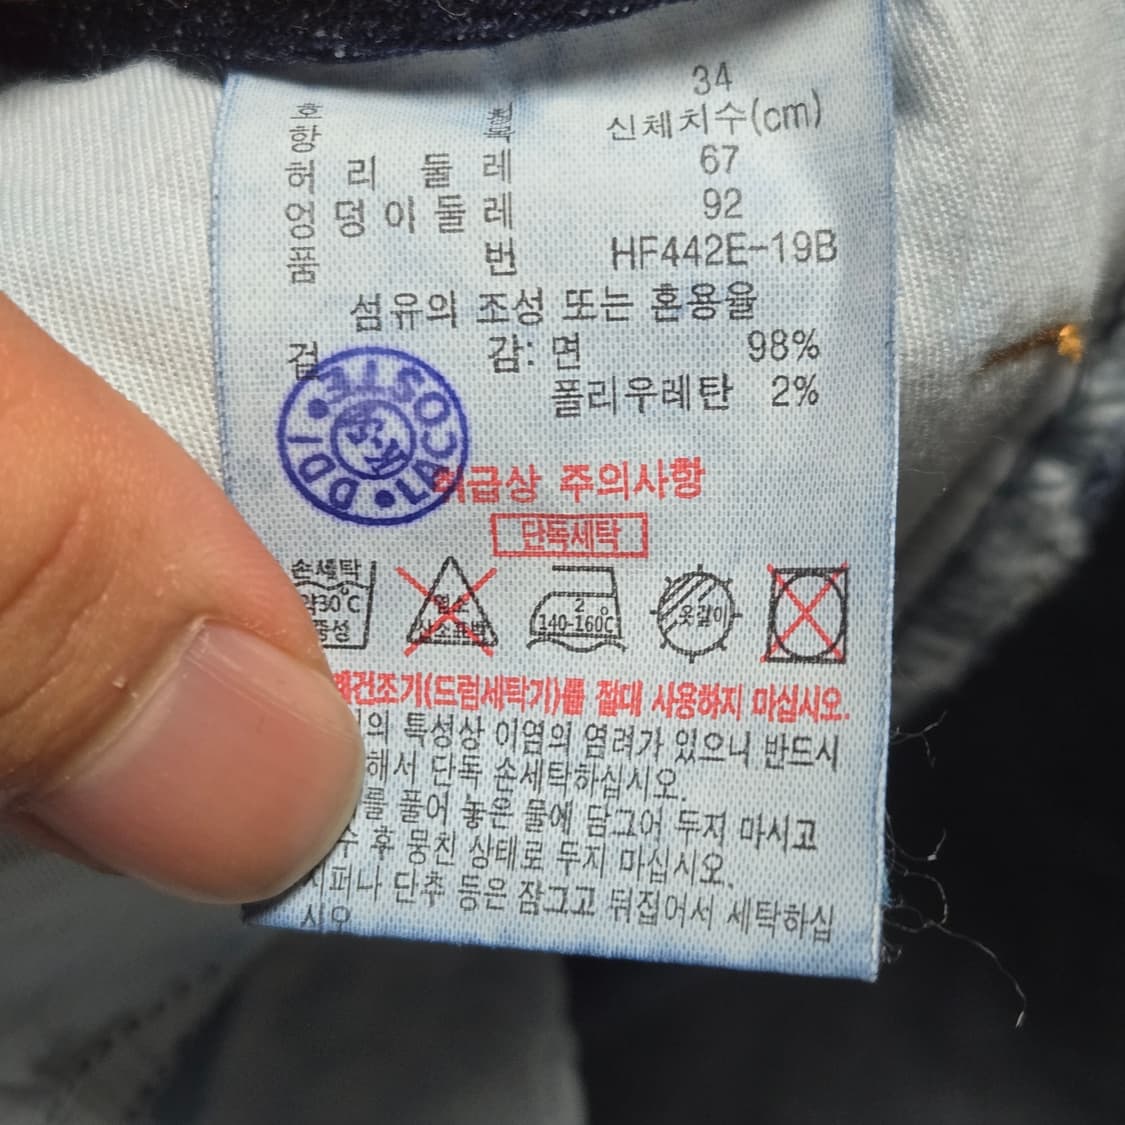 호 칭 34
항 목 신체치수(cm)
허 리 둘 레 67
엉 덩 이 둘 레 92
품 번 HF442E-19B
섬유의 조성 또는 혼용율
겉 감: 면 98%
폴리우레탄 2%
DDI • LACOSTE •
취급상 주의사항
단독세탁
손세탁
약30℃
중성
염소
산소표백
2
140-160℃
옷걸이
건조기(드럼세탁기)를 절대 사용하지 마십시오.
의 특성상 이염의 염려가 있으니 반드시
해서 단독 손세탁하십시오.
를 풀어 놓은 물에 담그어 두지 마시고
수 후 뭉친 상태로 두지 마십시오.
지퍼나 단추 등은 잠그고 뒤집어서 세탁하십
시오